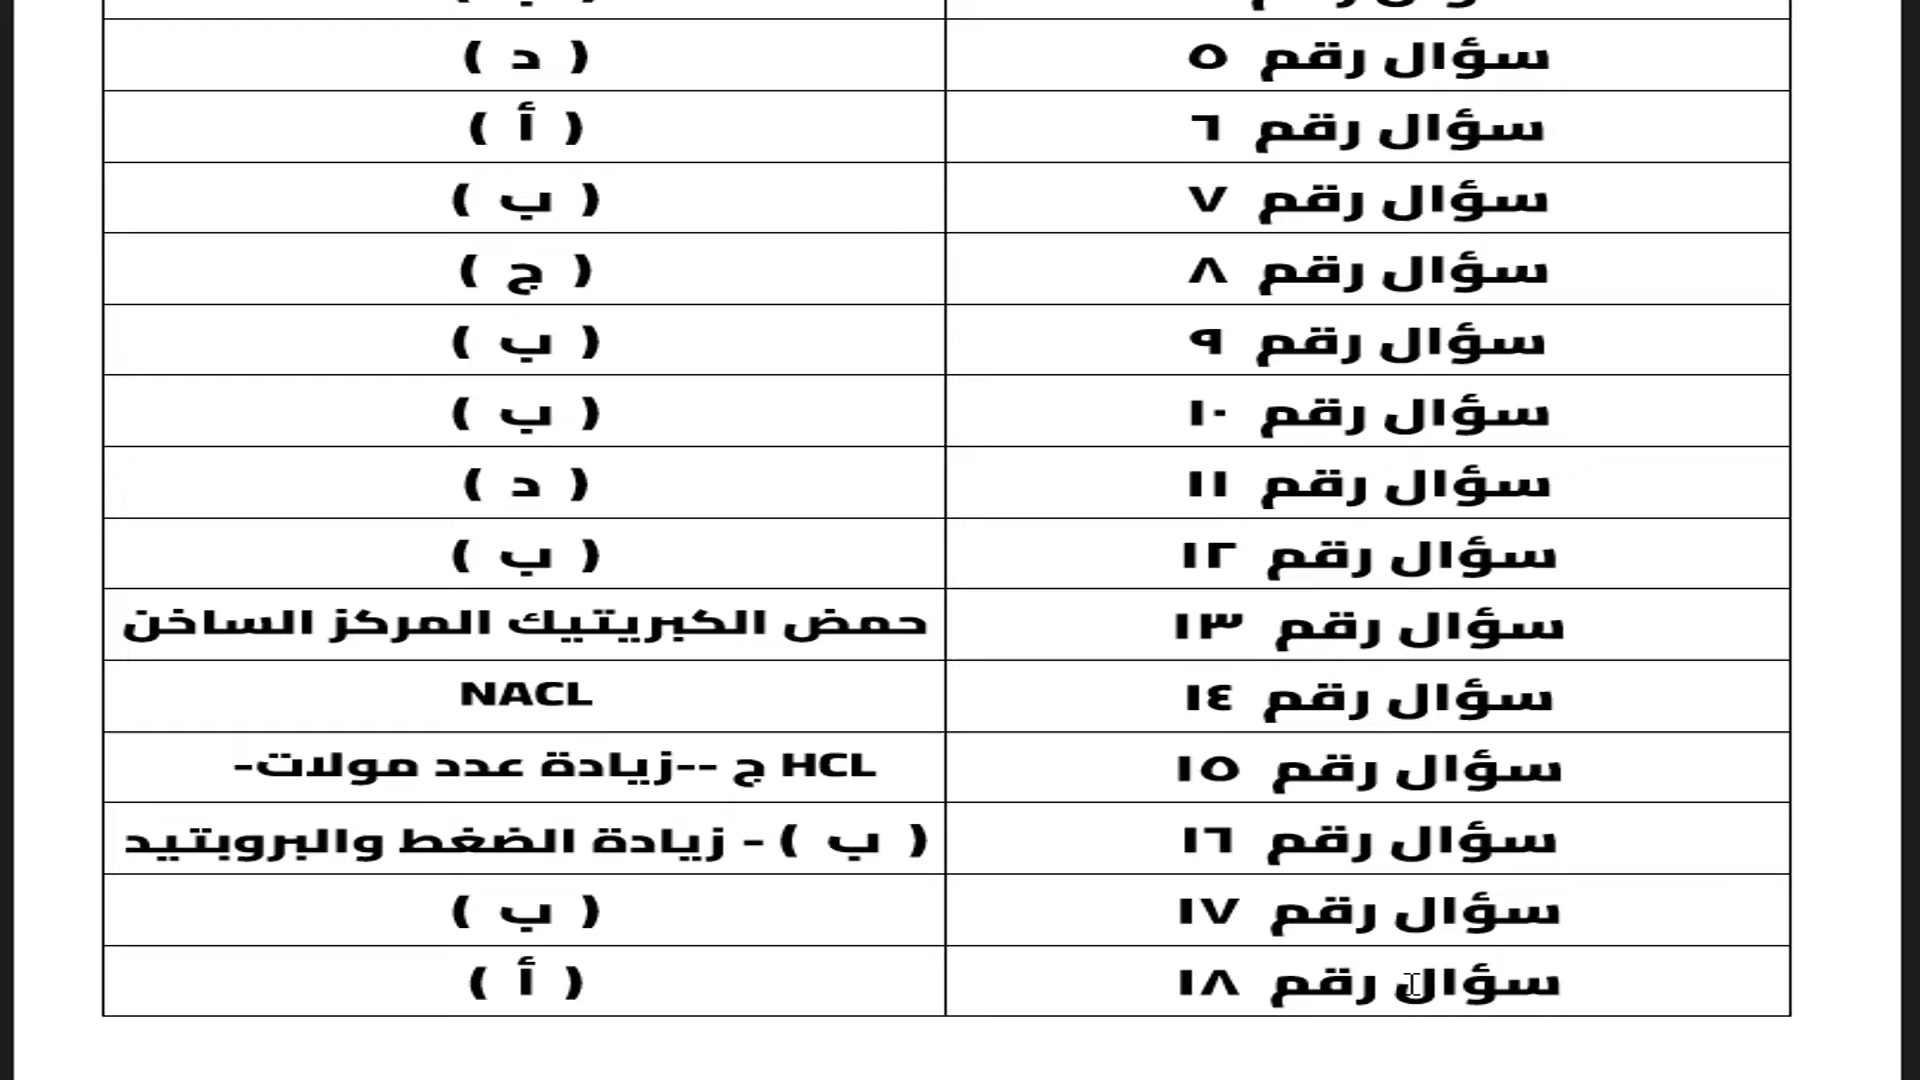 سؤال رقم ٥ ( د )
سؤال رقم ٦ ( أ )
سؤال رقم ٧ ( ب )
سؤال رقم ٨ ( ج )
سؤال رقم ٩ ( ب )
سؤال رقم ١٠ ( ب )
سؤال رقم ١١ ( د )
سؤال رقم ١٢ ( ب )
سؤال رقم ١٣ حمض الكبريتيك المركز الساخن
سؤال رقم ١٤ NACL
سؤال رقم ١٥ HCL ج --زيادة عدد مولات-
سؤال رقم ١٦ ( ب ) - زيادة الضغط والبروبتيد
سؤال رقم ١٧ ( ب )
سؤال رقم ١٨ ( أ )